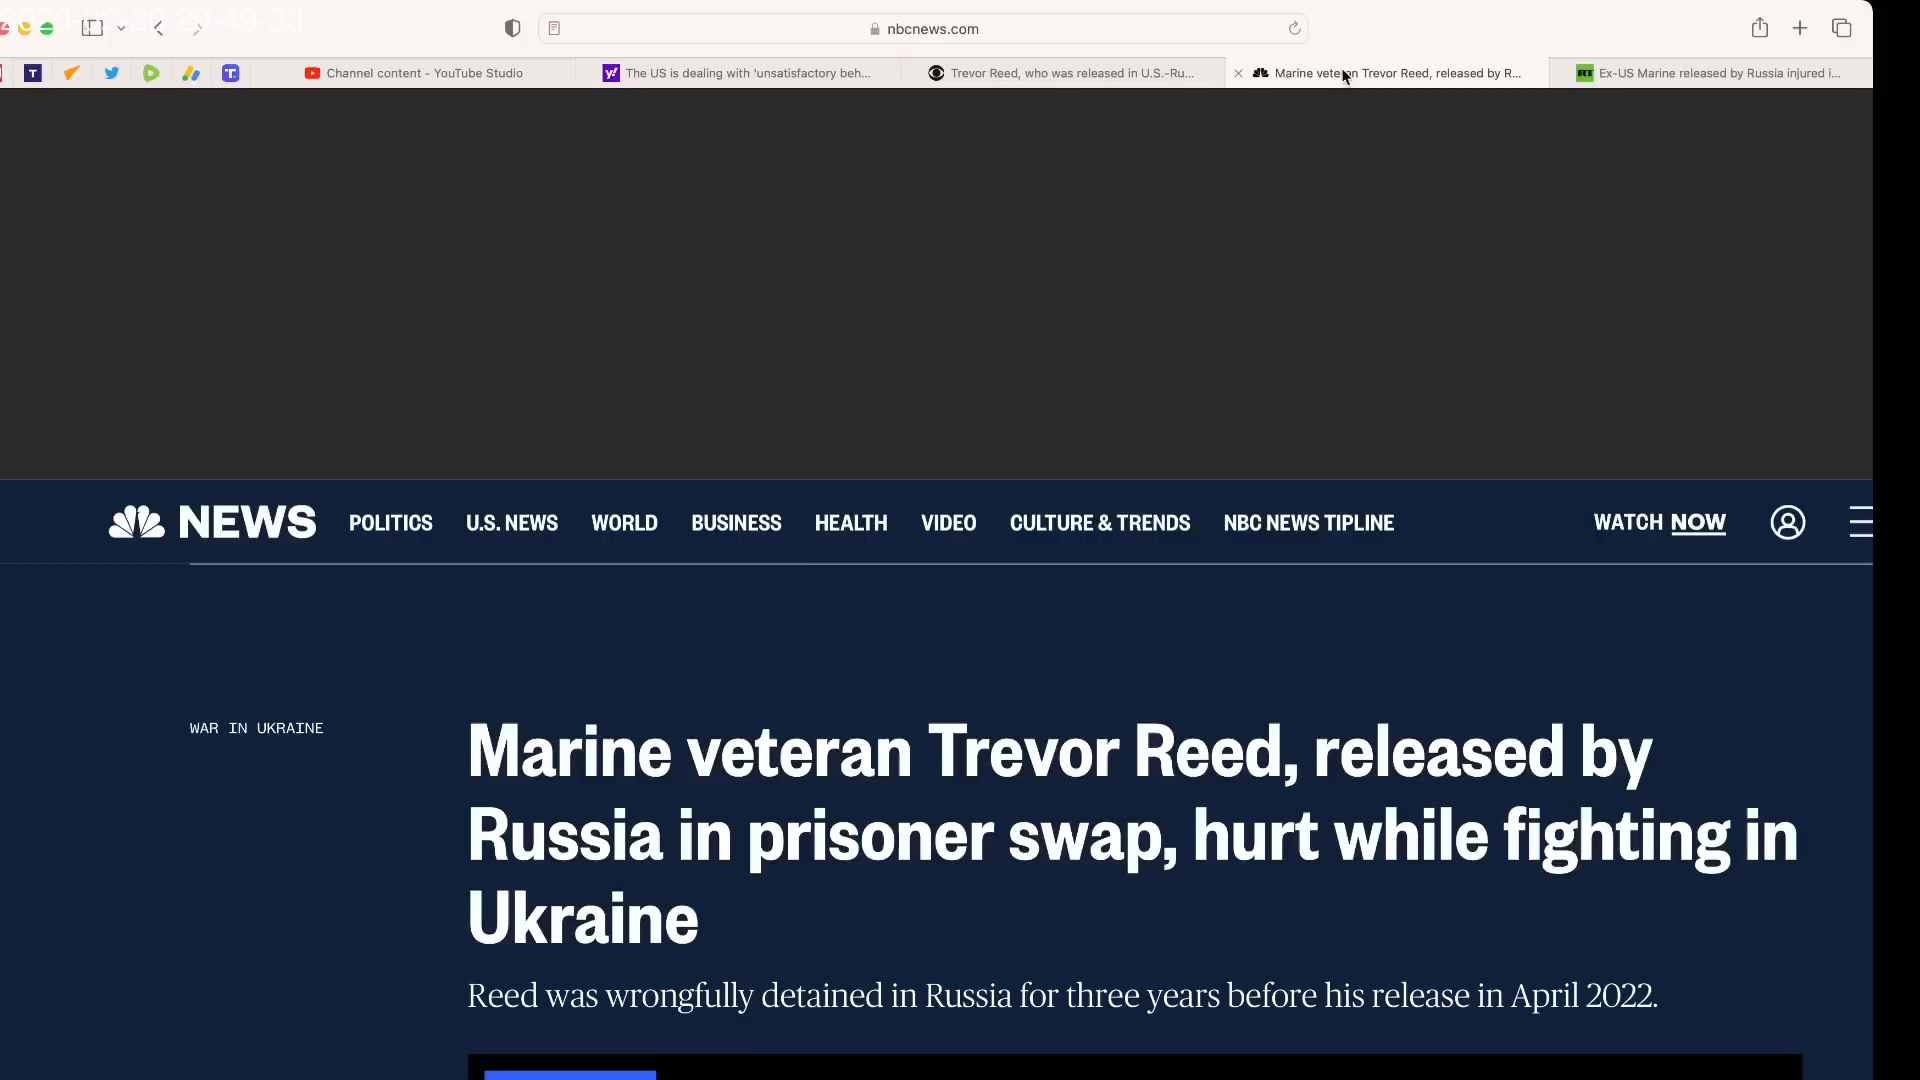 nbcnews.com
Channel content - YouTube Studio
The US is dealing with 'unsatisfactory beh...
Trevor Reed, who was released in U.S.-Ru...
Marine veteran Trevor Reed, released by R...
RT
Ex-US Marine released by Russia injured i...
NEWS
POLITICS
U.S. NEWS
WORLD
BUSINESS
HEALTH
VIDEO
CULTURE & TRENDS
NBC NEWS TIPLINE
WATCH NOW
WAR IN UKRAINE
Marine veteran Trevor Reed, released by
Russia in prisoner swap, hurt while fighting in
Ukraine
Reed was wrongfully detained in Russia for three years before his release in April 2022.